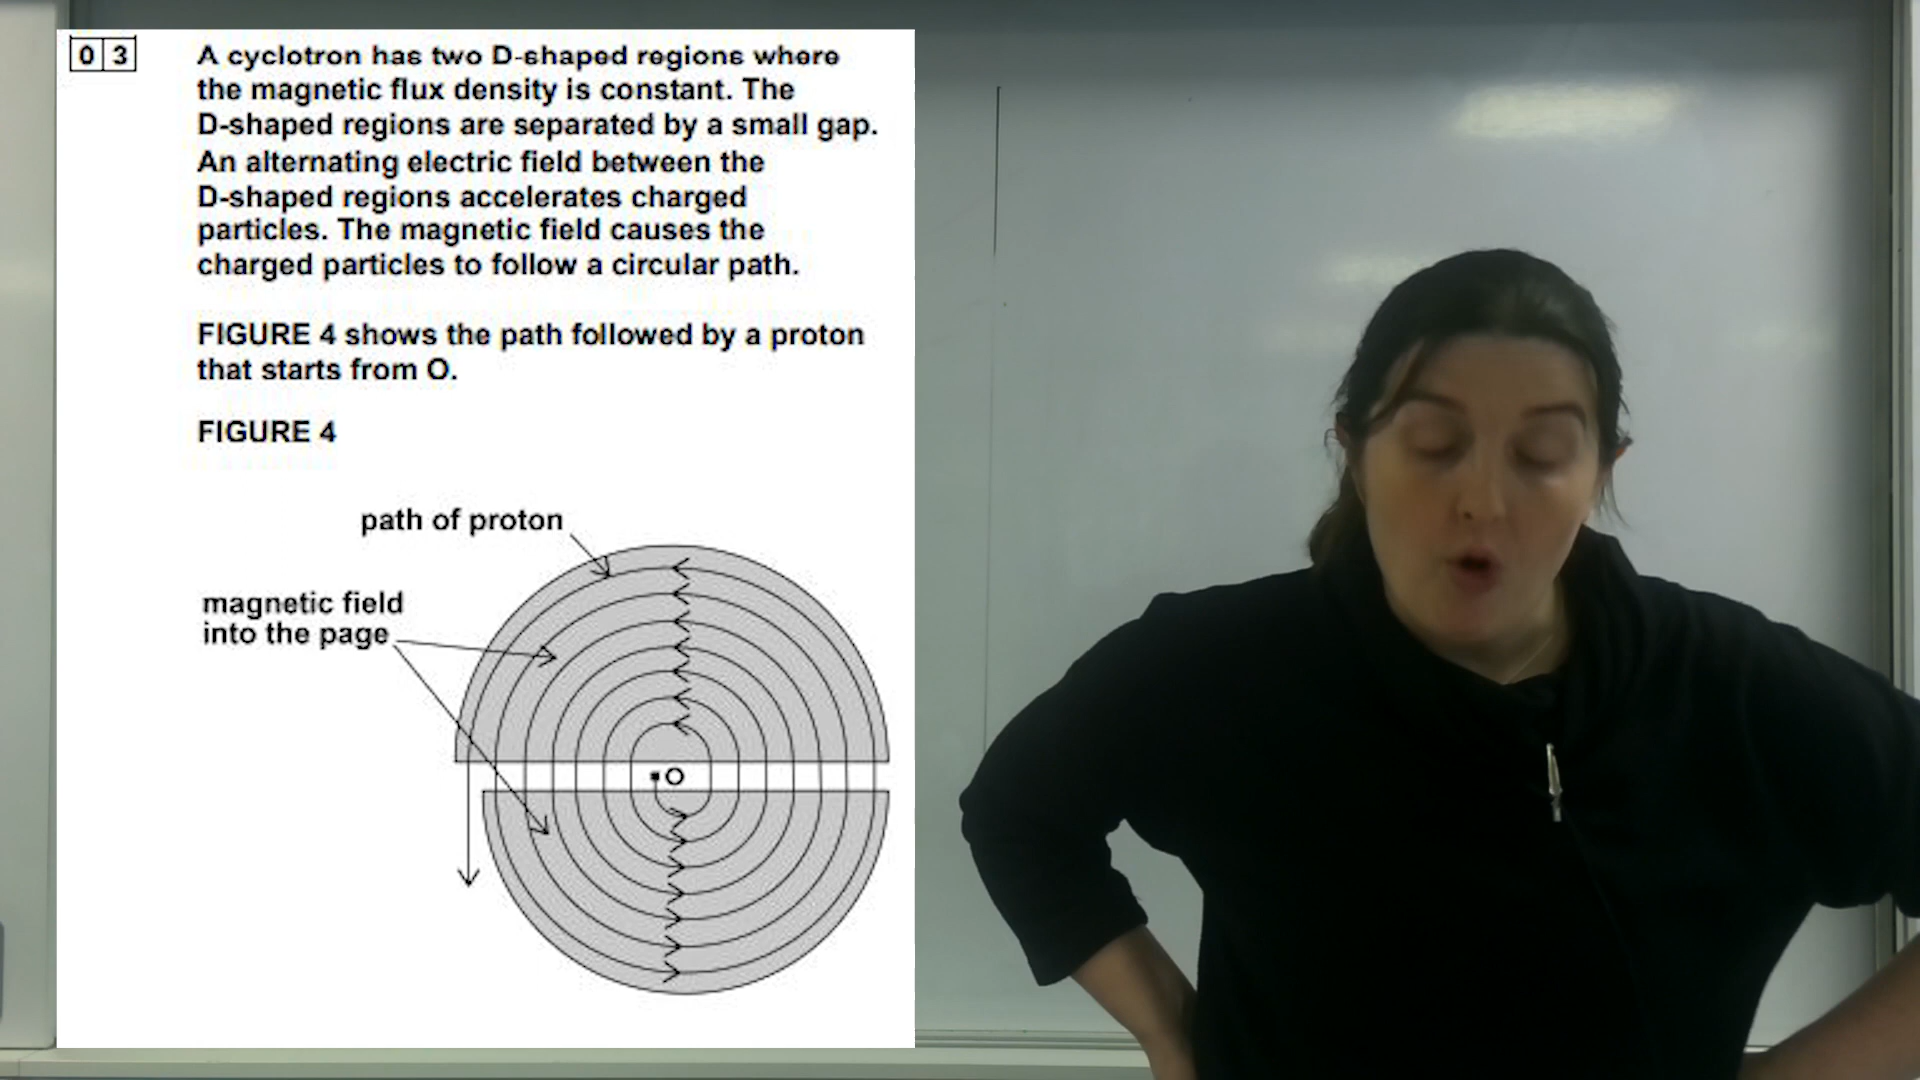 0 3
A cyclotron has two D-shaped regions where
the magnetic flux density is constant. The
D-shaped regions are separated by a small gap.
An alternating electric field between the
D-shaped regions accelerates charged
particles. The magnetic field causes the
charged particles to follow a circular path.
FIGURE 4 shows the path followed by a proton
that starts from O.
FIGURE 4
path of proton
magnetic field
into the page
O